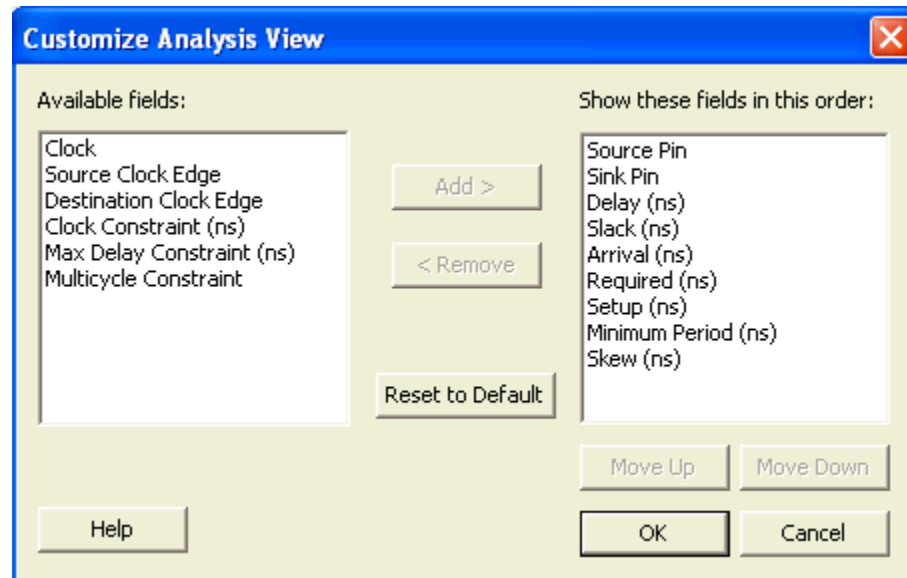 Customize Analysis View
Available fields:
Clock
Source Clock Edge
Destination Clock Edge
Clock Constraint (ns)
Max Delay Constraint (ns)
Multicycle Constraint
Add >
< Remove
Reset to Default
Show these fields in this order:
Source Pin
Sink Pin
Delay (ns)
Slack (ns)
Arrival (ns)
Required (ns)
Setup (ns)
Minimum Period (ns)
Skew (ns)
Move Up
Move Down
Help
OK
Cancel